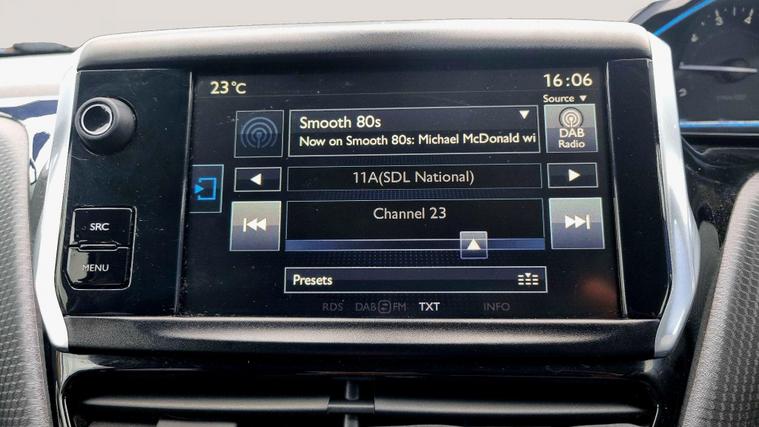 23°C
16:06
Source ▼
Smooth 80s ▼
Now on Smooth 80s: Michael McDonald wi
DAB
Radio
11A(SDL National)
SRC
Channel 23
MENU
Presets
RDS DAB FM TXT INFO